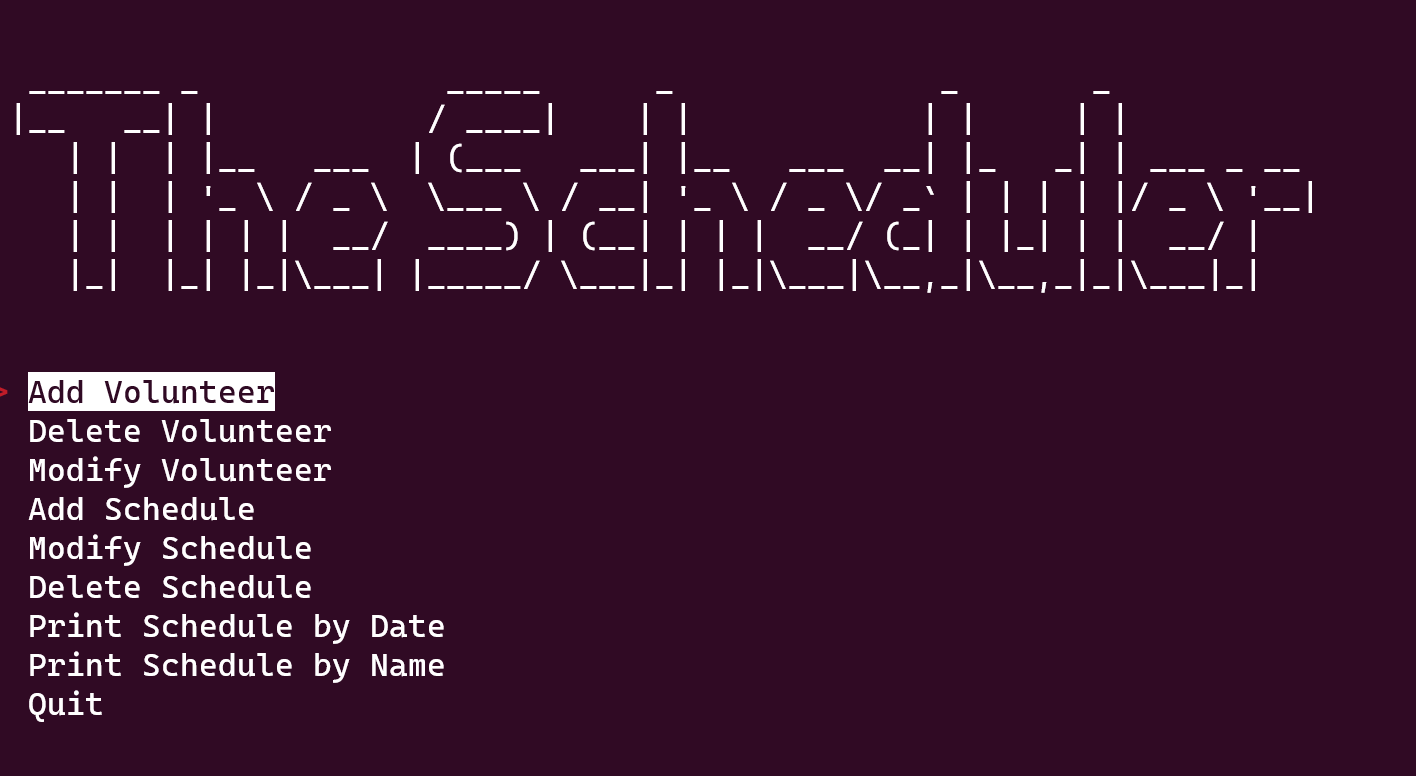 The Scheduler
> Add Volunteer
Delete Volunteer
Modify Volunteer
Add Schedule
Modify Schedule
Delete Schedule
Print Schedule by Date
Print Schedule by Name
Quit